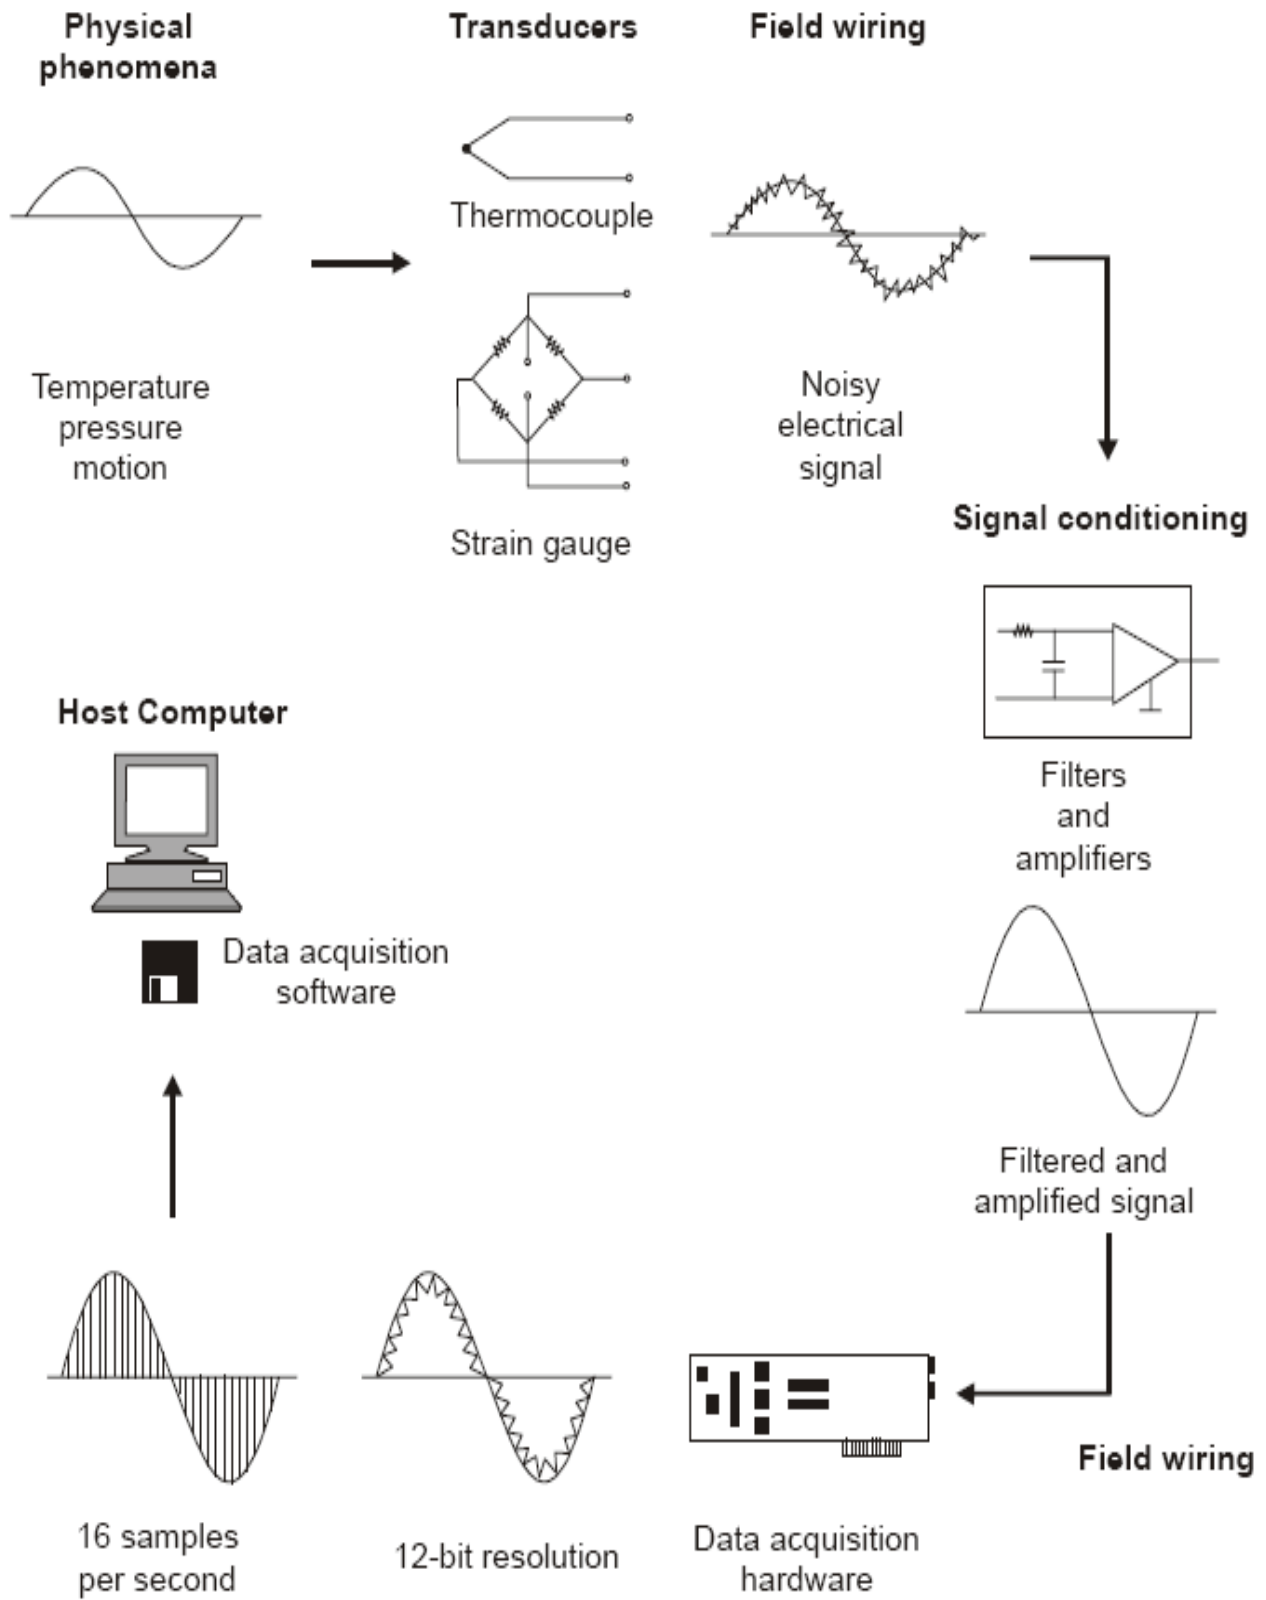 Physical
phenomena
Transducers
Field wiring
Thermocouple
Temperature
pressure
motion
Strain gauge
Noisy
electrical
signal
Signal conditioning
Filters
and
amplifiers
Filtered and
amplified signal
Field wiring
Data acquisition
hardware
12-bit resolution
16 samples
per second
Host Computer
Data acquisition
software